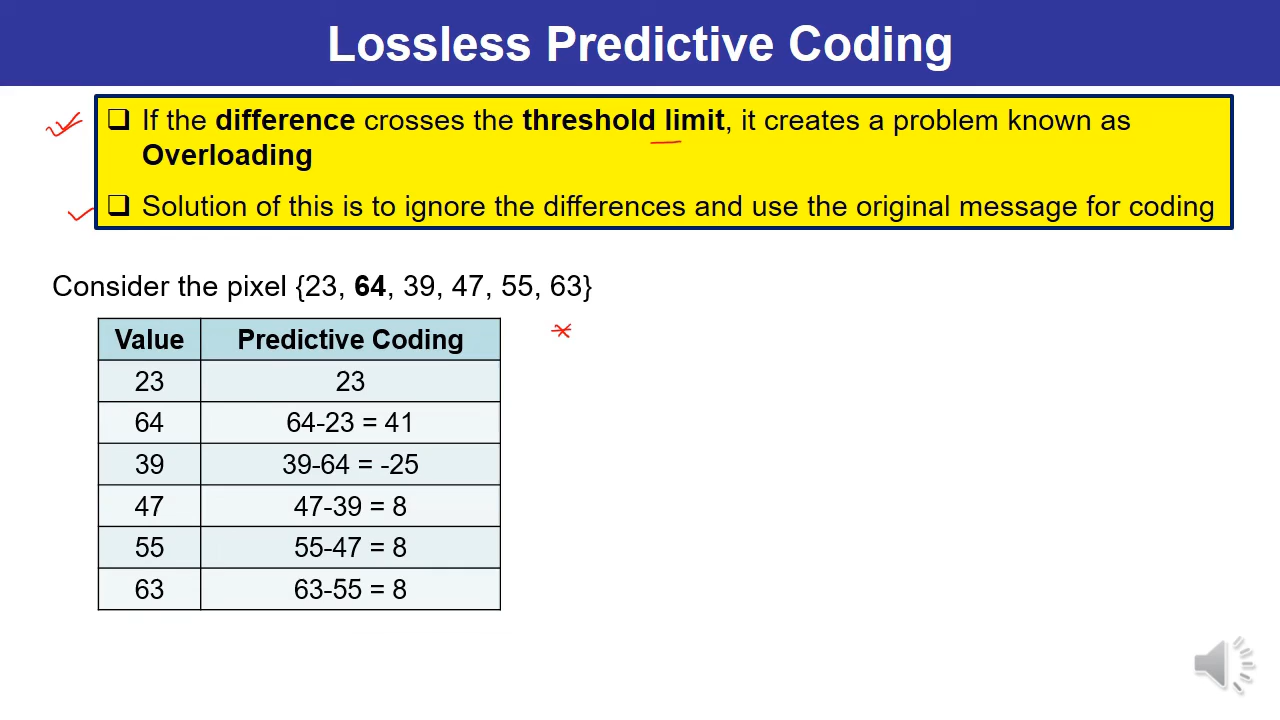 Lossless Predictive Coding
❑ If the difference crosses the threshold limit, it creates a problem known as
Overloading
❑ Solution of this is to ignore the differences and use the original message for coding
Consider the pixel {23, 64, 39, 47, 55, 63}
Value Predictive Coding
23 23
64 64-23 = 41
39 39-64 = -25
47 47-39 = 8
55 55-47 = 8
63 63-55 = 8